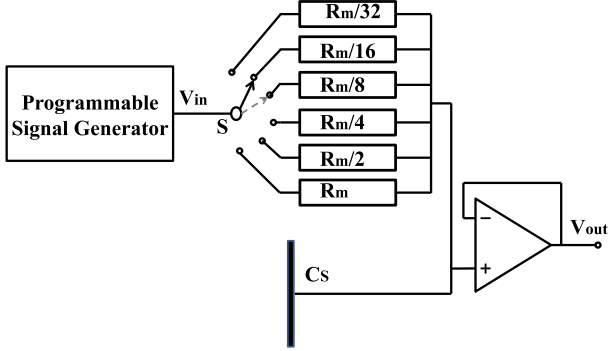 Programmable
Signal Generator
Vin
S
Rm/32
Rm/16
Rm/8
Rm/4
Rm/2
Rm
Cs
−
+
Vout